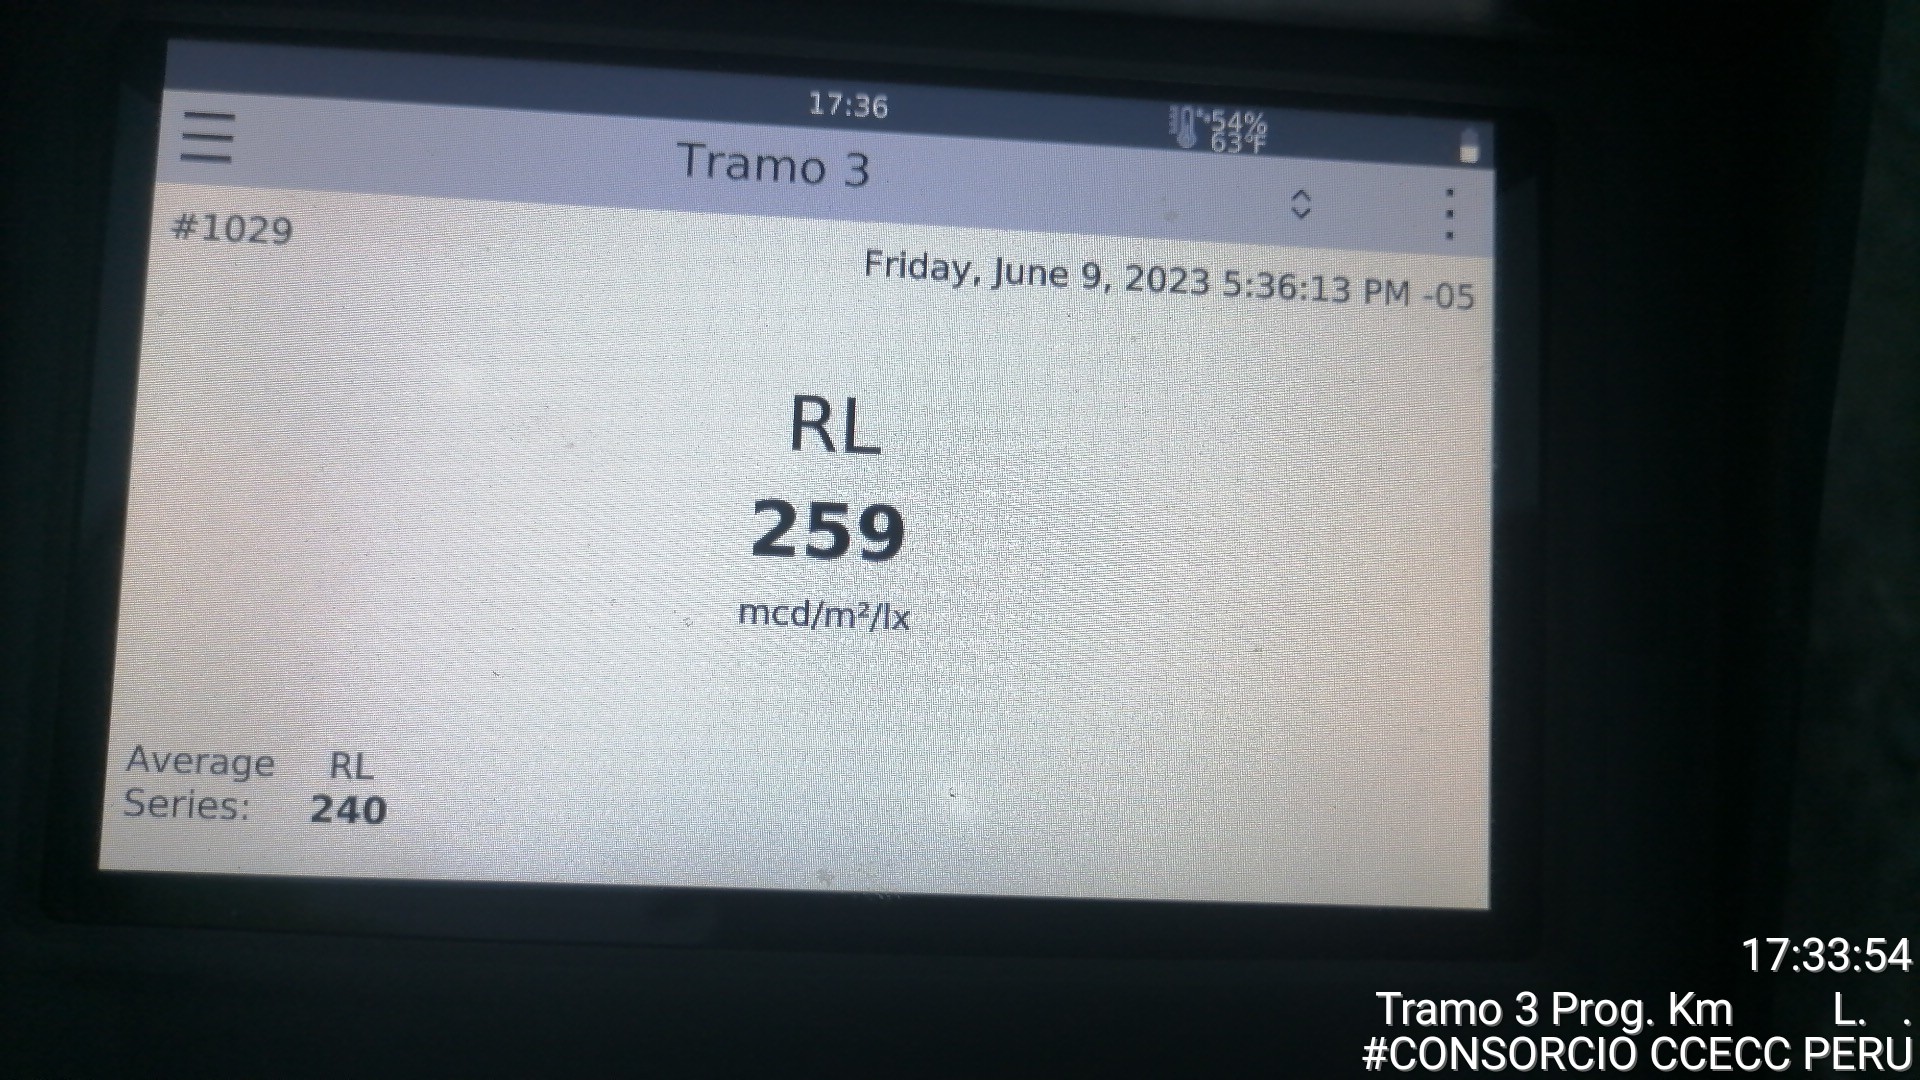 17:36
54%
63°F
Tramo 3
#1029
Friday, June 9, 2023 5:36:13 PM -05
RL
259
mcd/m²/lx
Average RL
Series: 240
17:33:54
Tramo 3 Prog. Km L. .
#CONSORCIO CCECC PERU